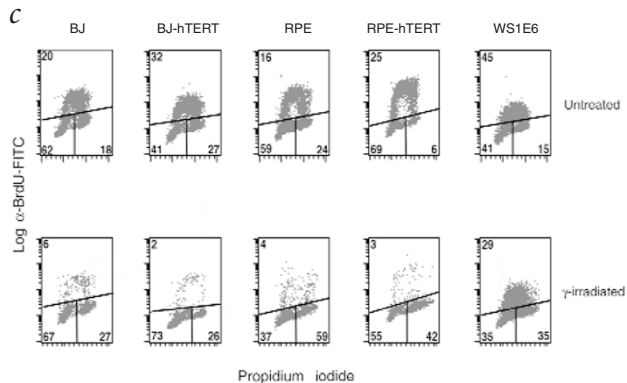 c
BJ BJ-hTERT RPE RPE-hTERT WS1E6
20 32 16 25 45
Untreated
62 18 41 27 59 24 69 6 41 15
Log α-BrdU-FITC
6 2 4 3 29
γ-irradiated
67 27 73 26 37 59 55 42 35 35
Propidium iodide